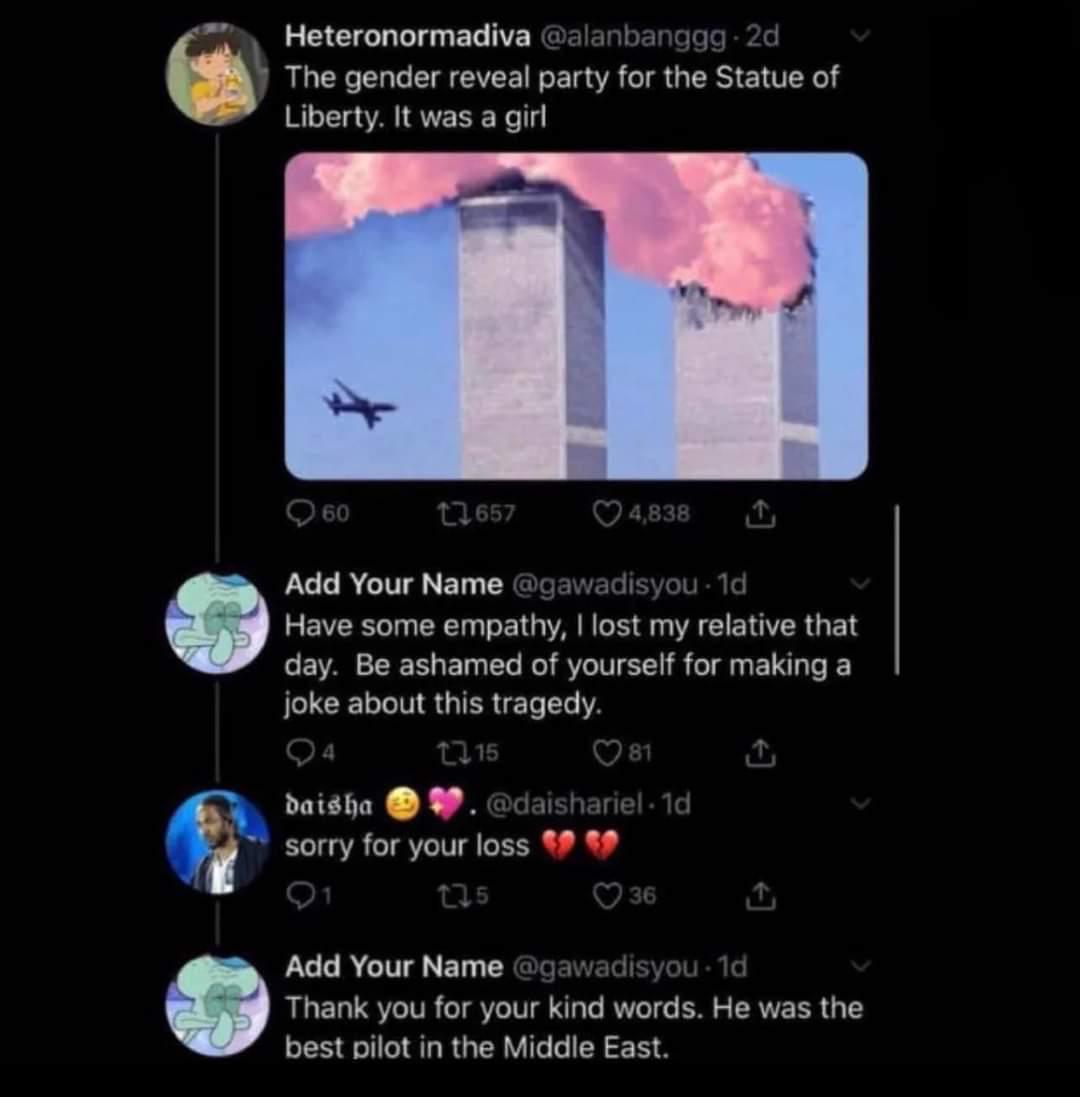 Heteronormadiva @alanbanggg · 2d
The gender reveal party for the Statue of
Liberty. It was a girl
60 657 4,838
Add Your Name @gawadisyou · 1d
Have some empathy, I lost my relative that
day. Be ashamed of yourself for making a
joke about this tragedy.
4 15 81
𝔡𝔞𝔦𝔰𝔥𝔞 🥴💖. @daishariel · 1d
sorry for your loss 💔💔
1 5 36
Add Your Name @gawadisyou · 1d
Thank you for your kind words. He was the
best pilot in the Middle East.